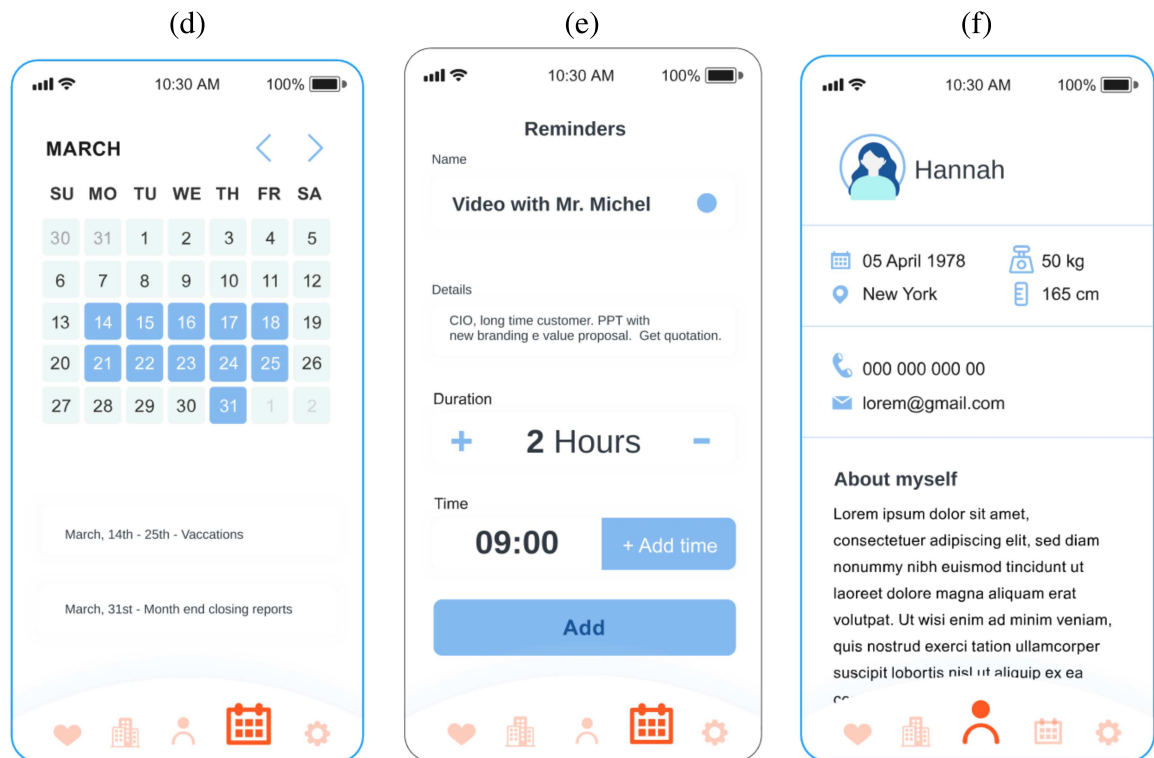 (d)
10:30 AM 100%
MARCH
SU MO TU WE TH FR SA
30 31 1 2 3 4 5
6 7 8 9 10 11 12
13 14 15 16 17 18 19
20 21 22 23 24 25 26
27 28 29 30 31 1 2
March, 14th - 25th - Vaccations
March, 31st - Month end closing reports
(e)
10:30 AM 100%
Reminders
Name
Video with Mr. Michel
Details
CIO, long time customer. PPT with
new branding e value proposal. Get quotation.
Duration
+ 2 Hours −
Time
09:00 + Add time
Add
(f)
10:30 AM 100%
Hannah
05 April 1978 50 kg
New York 165 cm
000 000 000 00
lorem@gmail.com
About myself
Lorem ipsum dolor sit amet,
consectetuer adipiscing elit, sed diam
nonummy nibh euismod tincidunt ut
laoreet dolore magna aliquam erat
volutpat. Ut wisi enim ad minim veniam,
quis nostrud exerci tation ullamcorper
suscipit lobortis nisl ut aliquip ex ea